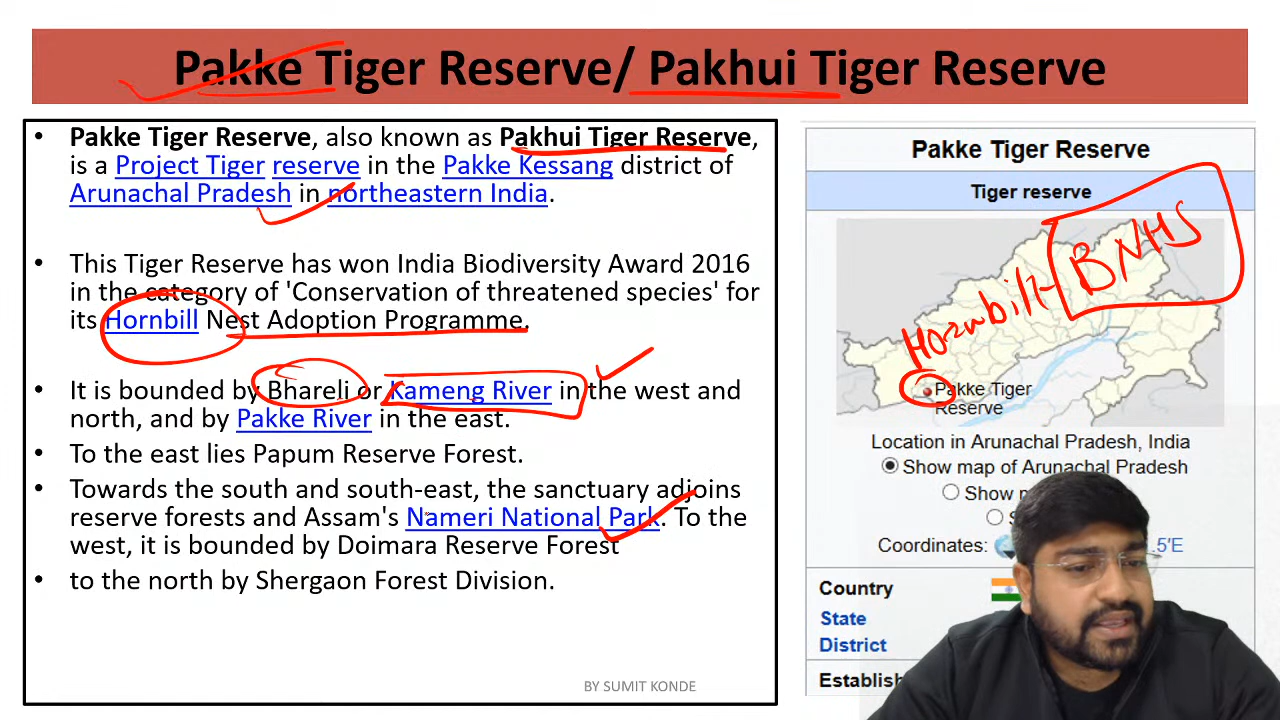 Pakke Tiger Reserve/ Pakhui Tiger Reserve
• Pakke Tiger Reserve, also known as Pakhui Tiger Reserve,
is a Project Tiger reserve in the Pakke Kessang district of
Arunachal Pradesh in northeastern India.
• This Tiger Reserve has won India Biodiversity Award 2016
in the category of 'Conservation of threatened species' for
its Hornbill Nest Adoption Programme.
• It is bounded by Bhareli or Kameng River in the west and
north, and by Pakke River in the east.
• To the east lies Papum Reserve Forest.
• Towards the south and south-east, the sanctuary adjoins
reserve forests and Assam's Nameri National Park. To the
west, it is bounded by Doimara Reserve Forest
• to the north by Shergaon Forest Division.
BY SUMIT KONDE
Pakke Tiger Reserve
Tiger reserve
Hornbill- BNHS
Pakke Tiger
Reserve
Location in Arunachal Pradesh, India
Show map of Arunachal Pradesh
Show
Coordinates: .5′E
Country
State
District